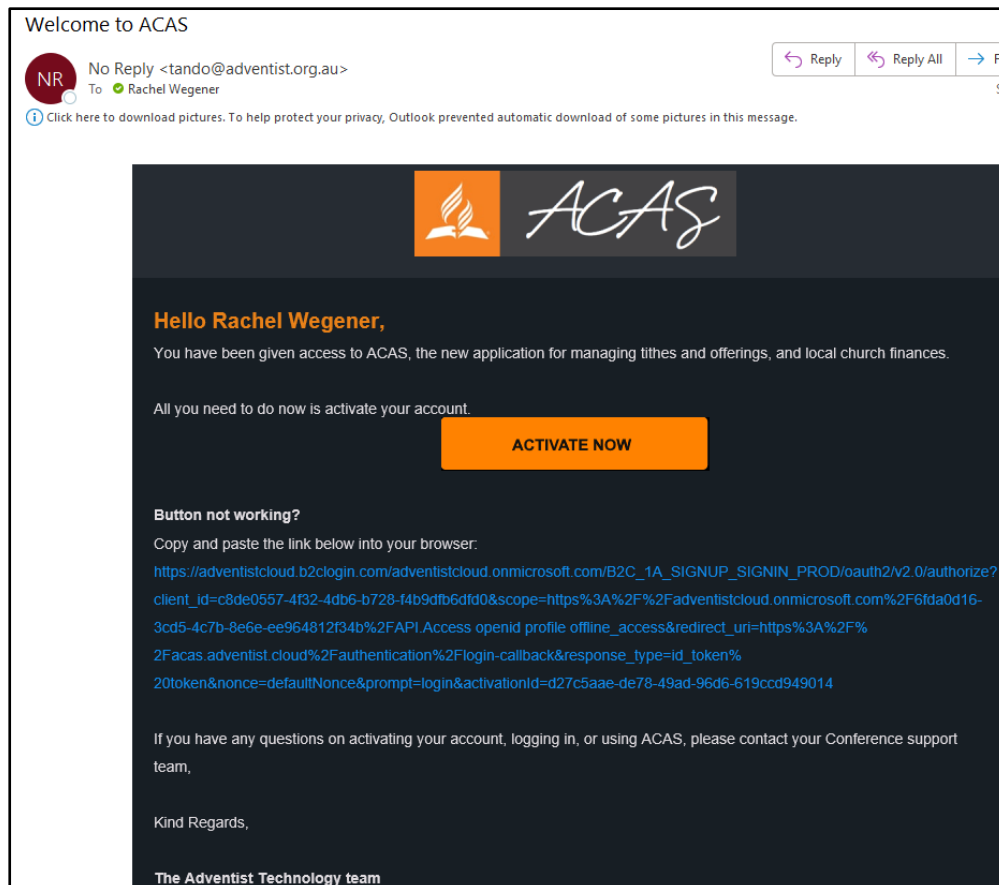 Welcome to ACAS
NR
No Reply <tando@adventist.org.au>
To Rachel Wegener
Reply
Reply All
Click here to download pictures. To help protect your privacy, Outlook prevented automatic download of some pictures in this message.
ACAS
Hello Rachel Wegener,
You have been given access to ACAS, the new application for managing tithes and offerings, and local church finances.
All you need to do now is activate your account.
ACTIVATE NOW
Button not working?
Copy and paste the link below into your browser:
https://adventistcloud.b2clogin.com/adventistcloud.onmicrosoft.com/B2C_1A_SIGNUP_SIGNIN_PROD/oauth2/v2.0/authorize?
client_id=c8de0557-4f32-4db6-b728-f4b9dfb6dfd0&scope=https%3A%2F%2Fadventistcloud.onmicrosoft.com%2F6fda0d16-
3cd5-4c7b-8e6e-ee964812f34b%2FAPI.Access openid profile offline_access&redirect_uri=https%3A%2F%
2Facas.adventist.cloud%2Fauthentication%2Flogin-callback&response_type=id_token%
20token&nonce=defaultNonce&prompt=login&activationId=d27c5aae-de78-49ad-96d6-619ccd949014
If you have any questions on activating your account, logging in, or using ACAS, please contact your Conference support
team,
Kind Regards,
The Adventist Technology team